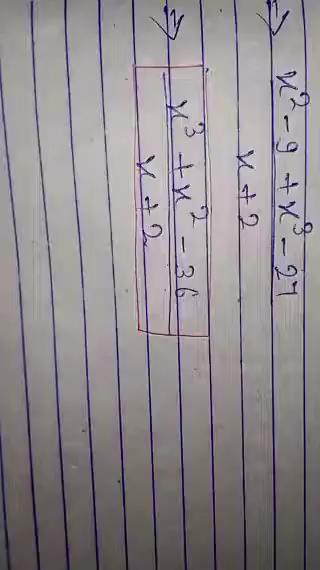 ⇒ x² - 9 + x³ - 27
x + 2
⇒ x³ + x² - 36
x + 2